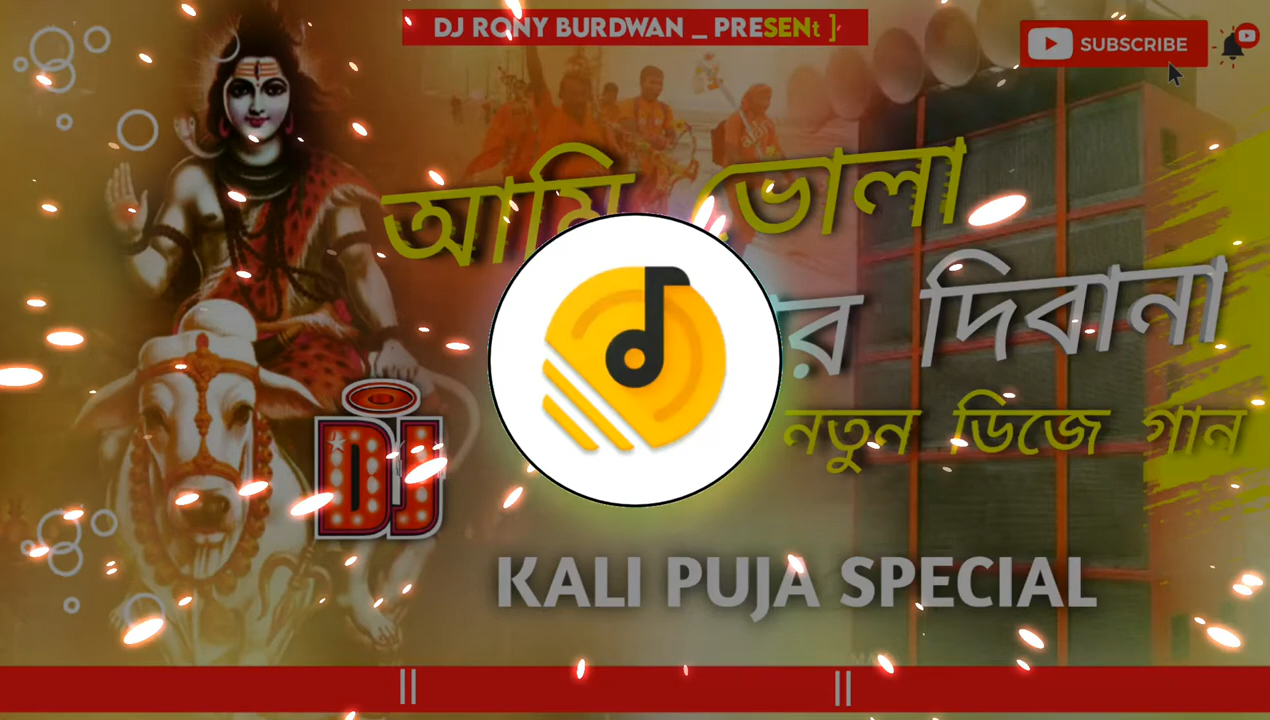 DJ RONY BURDWAN _ PRESENt ]
SUBSCRIBE
আমি ভোলা
দিবানা
নতুন ডিজে গান
DJ
KALI PUJA SPECIAL